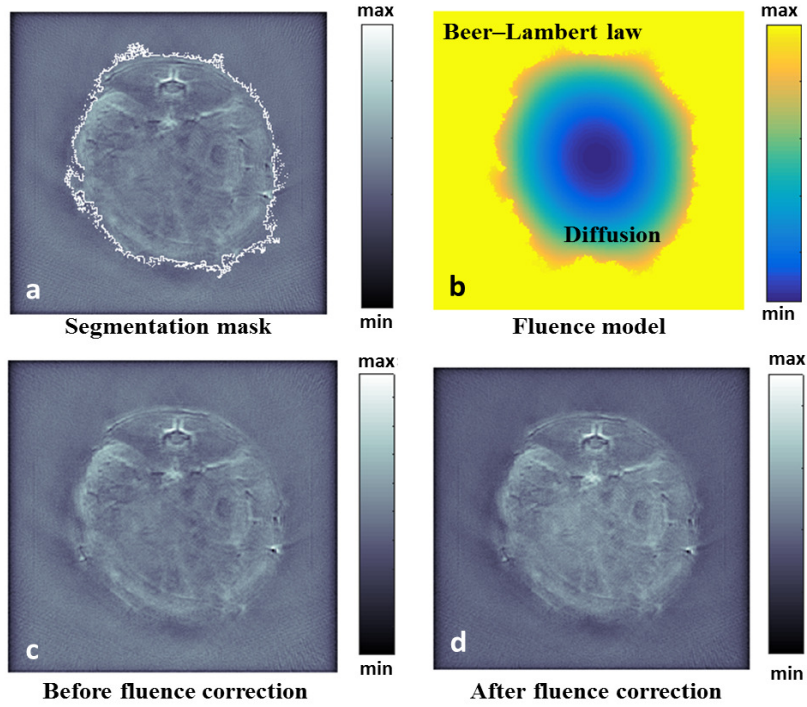 max
a
min
Segmentation mask
max
Beer–Lambert law
Diffusion
b
min
Fluence model
max
c
min
Before fluence correction
max
d
min
After fluence correction